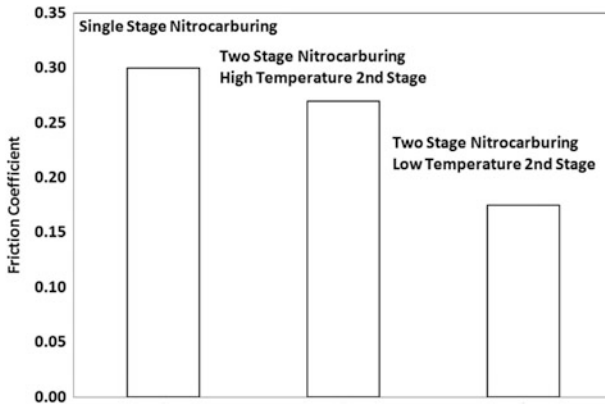 0.35
Single Stage Nitrocarburing
Two Stage Nitrocarburing
High Temperature 2nd Stage
0.30
0.25
Two Stage Nitrocarburing
Low Temperature 2nd Stage
0.20
0.15
0.10
0.05
0.00
Friction Coefficient